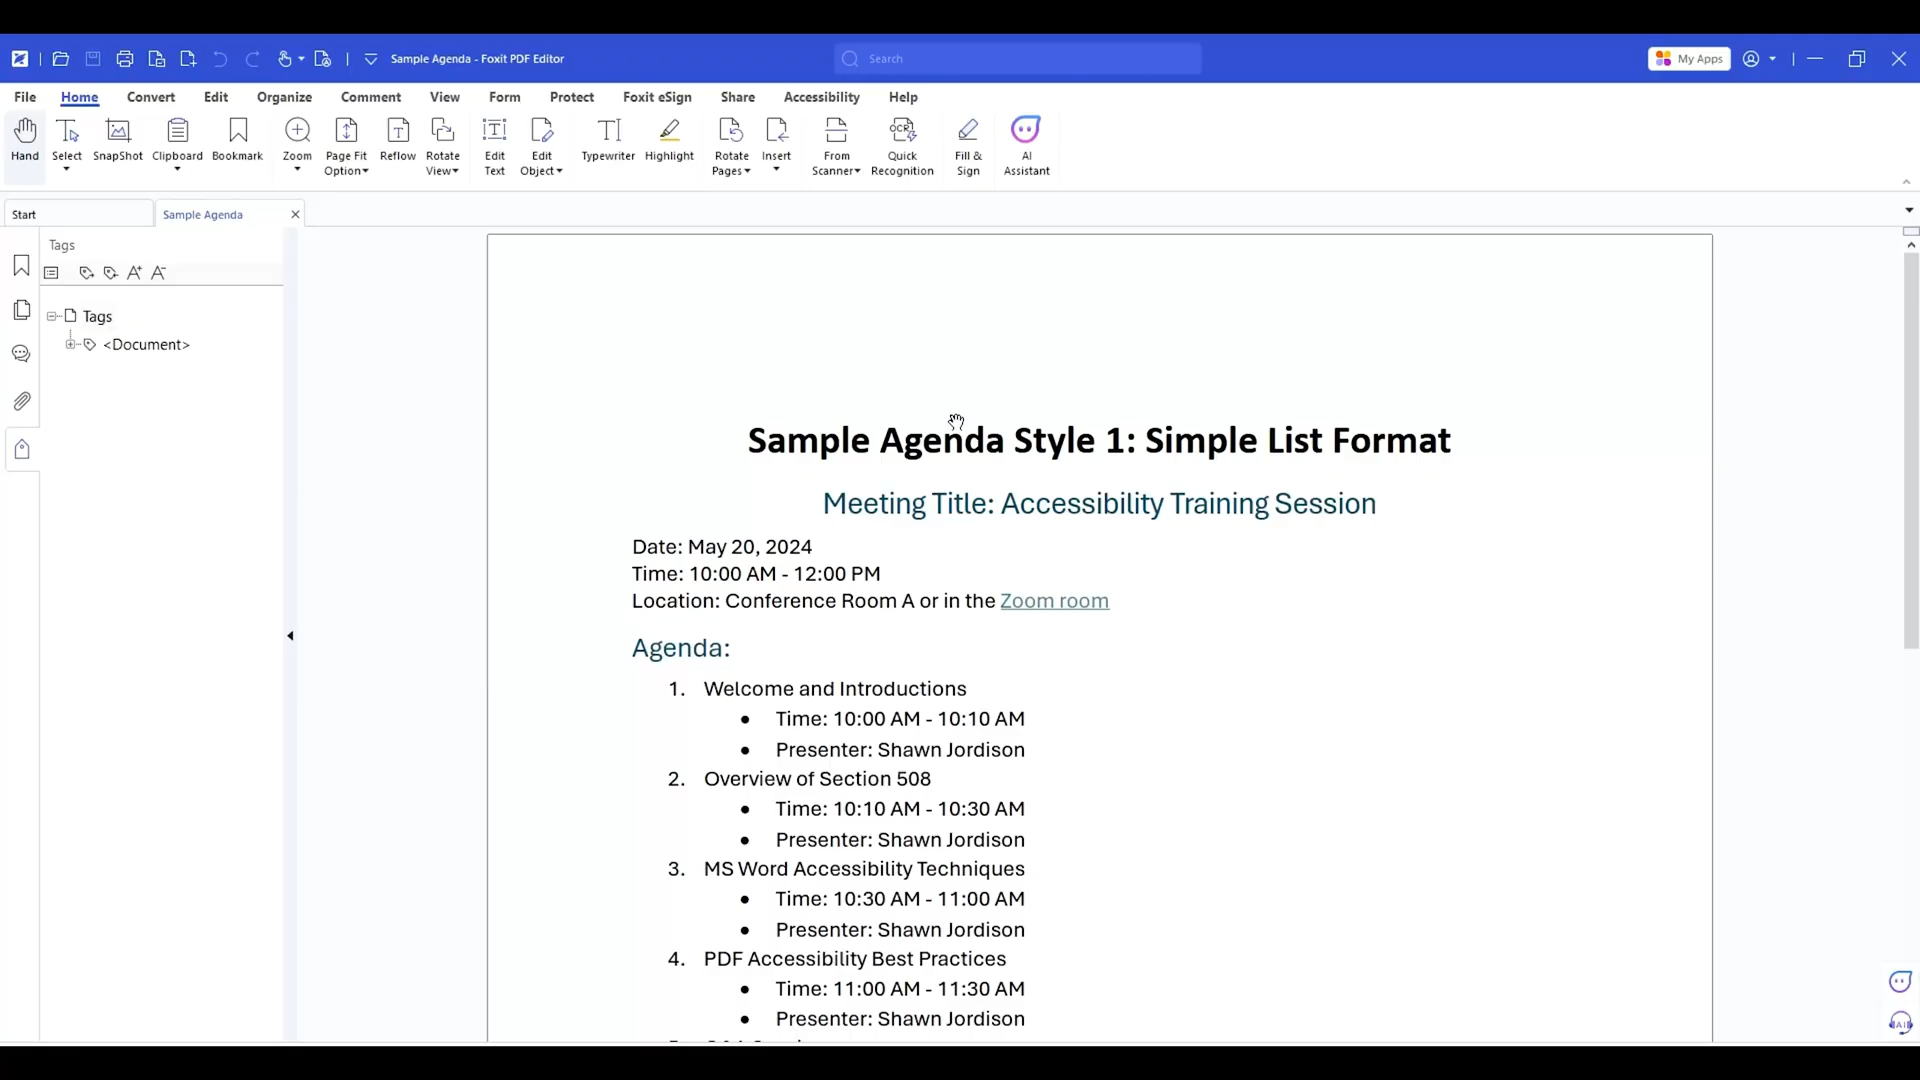 Sample Agenda - Foxit PDF Editor
Search
My Apps
File Home Convert Edit Organize Comment View Form Protect Foxit eSign Share Accessibility Help
Hand Select SnapShot Clipboard Bookmark Zoom Page Fit Option Reflow Rotate View Edit Text Edit Object Typewriter Highlight Rotate Pages Insert From Scanner Quick Recognition Fill & Sign AI Assistant
Start
Sample Agenda
Tags
Tags
<Document>
Sample Agenda Style 1: Simple List Format
Meeting Title: Accessibility Training Session
Date: May 20, 2024
Time: 10:00 AM - 12:00 PM
Location: Conference Room A or in the Zoom room
Agenda:
1. Welcome and Introductions
• Time: 10:00 AM - 10:10 AM
• Presenter: Shawn Jordison
2. Overview of Section 508
• Time: 10:10 AM - 10:30 AM
• Presenter: Shawn Jordison
3. MS Word Accessibility Techniques
• Time: 10:30 AM - 11:00 AM
• Presenter: Shawn Jordison
4. PDF Accessibility Best Practices
• Time: 11:00 AM - 11:30 AM
• Presenter: Shawn Jordison